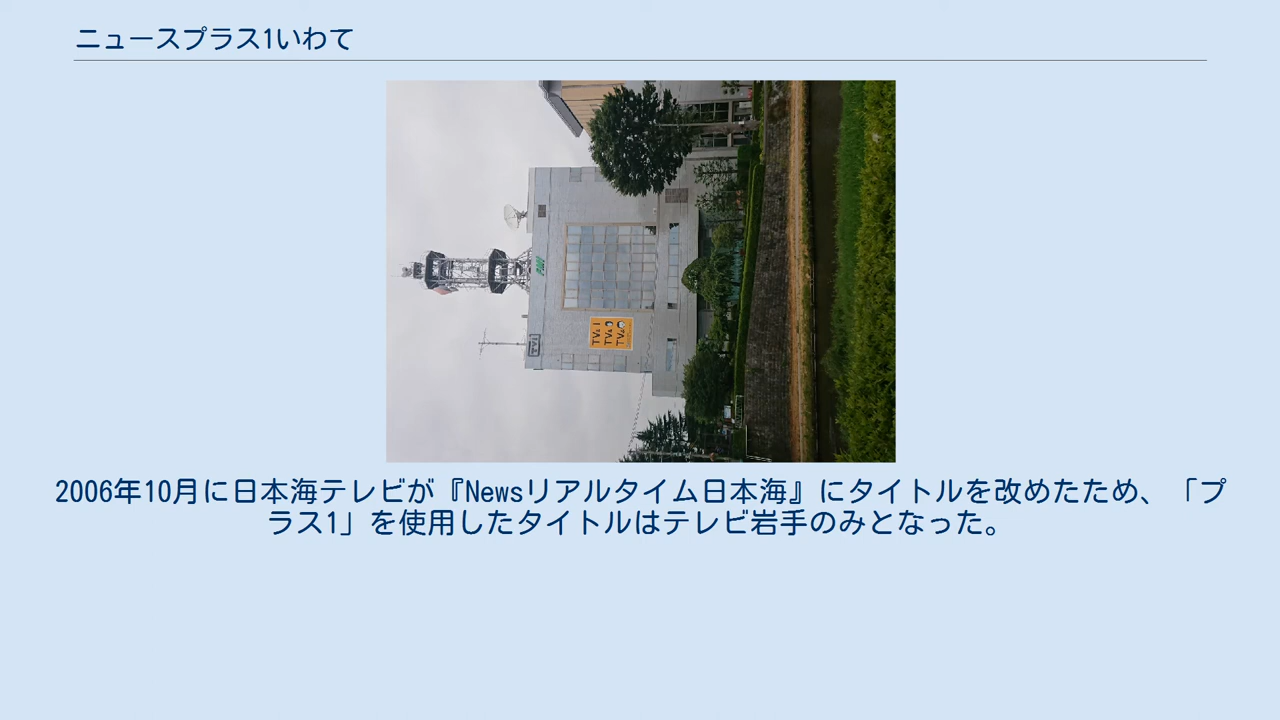 ニュースプラス1いわて
TVi
TV& I
TV&
TV&
2006年10月に日本海テレビが『Newsリアルタイム日本海』にタイトルを改めたため、「プ
ラス1」を使用したタイトルはテレビ岩手のみとなった。